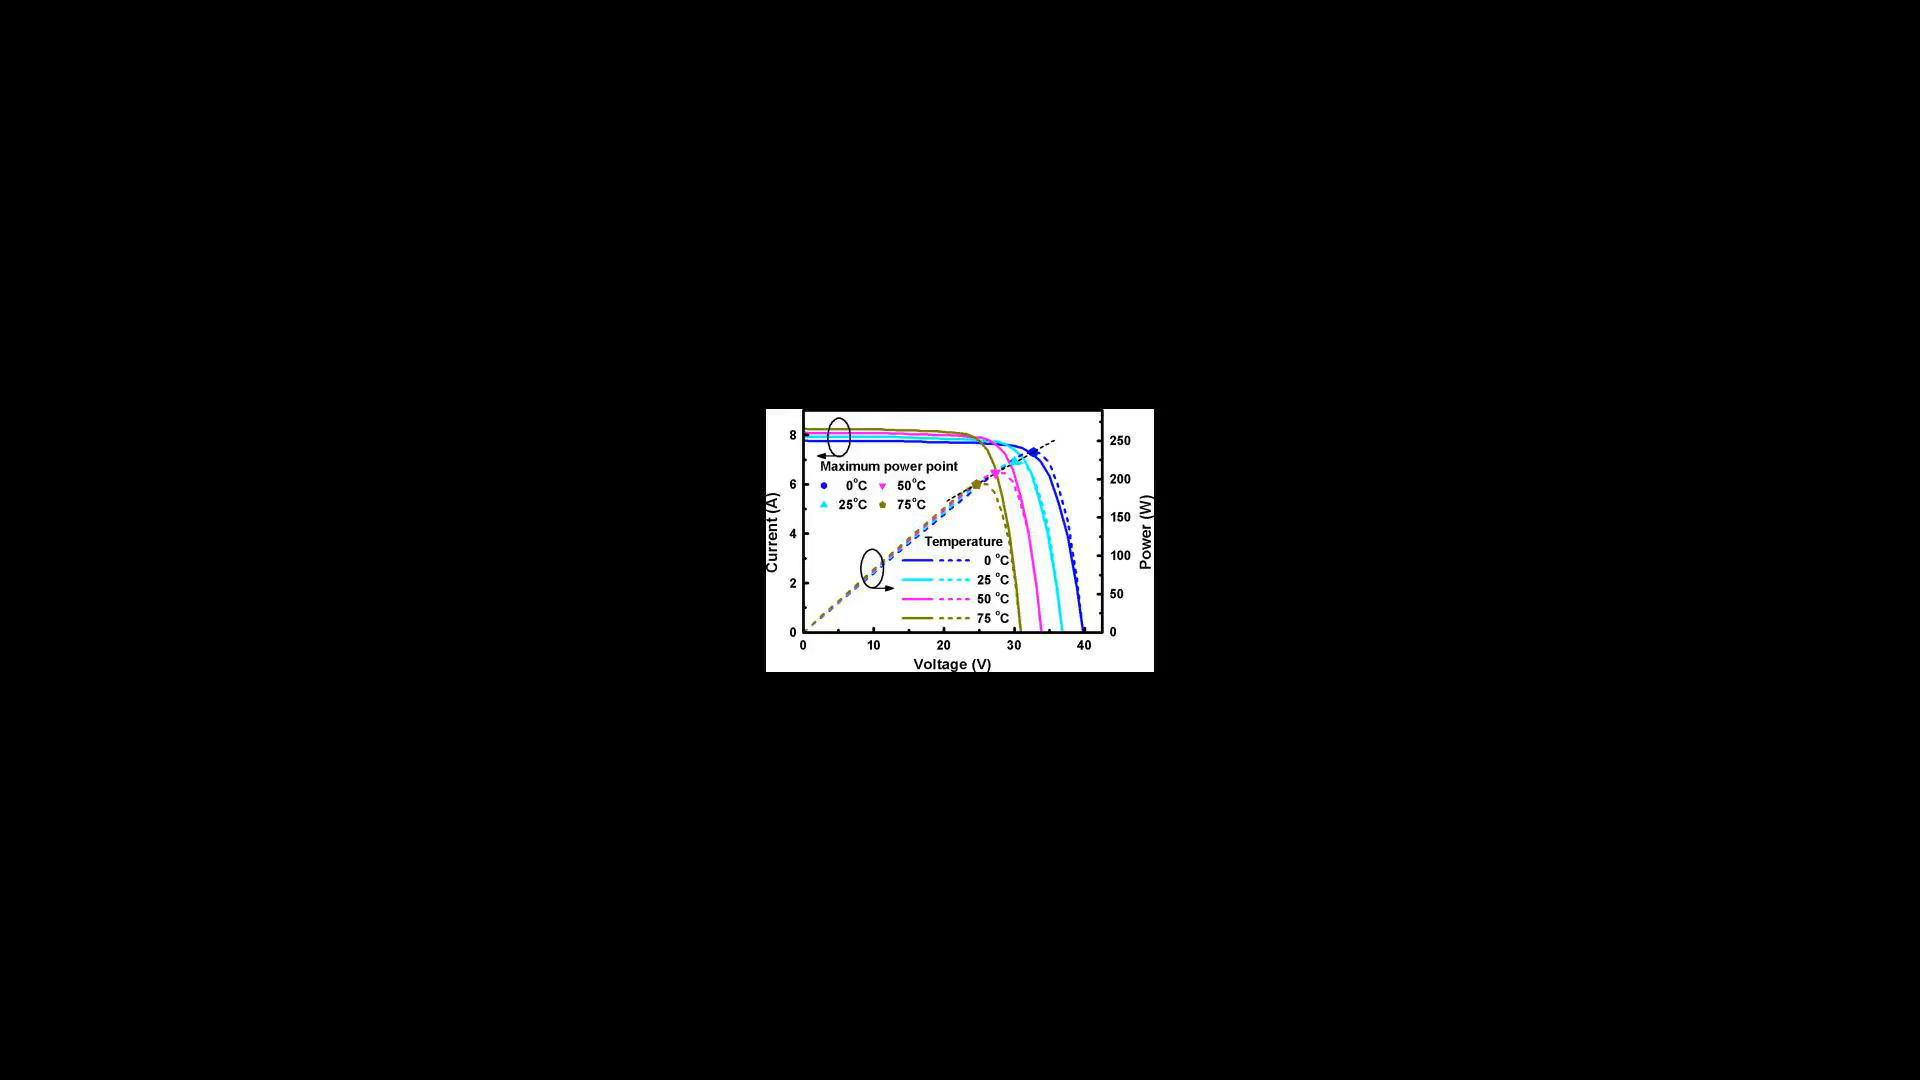 8
6
4
2
0
Current (A)
Maximum power point
0°C 50°C
25°C 75°C
Temperature
0 °C
25 °C
50 °C
75 °C
250
200
150
100
50
0
Power (W)
0 10 20 30 40
Voltage (V)